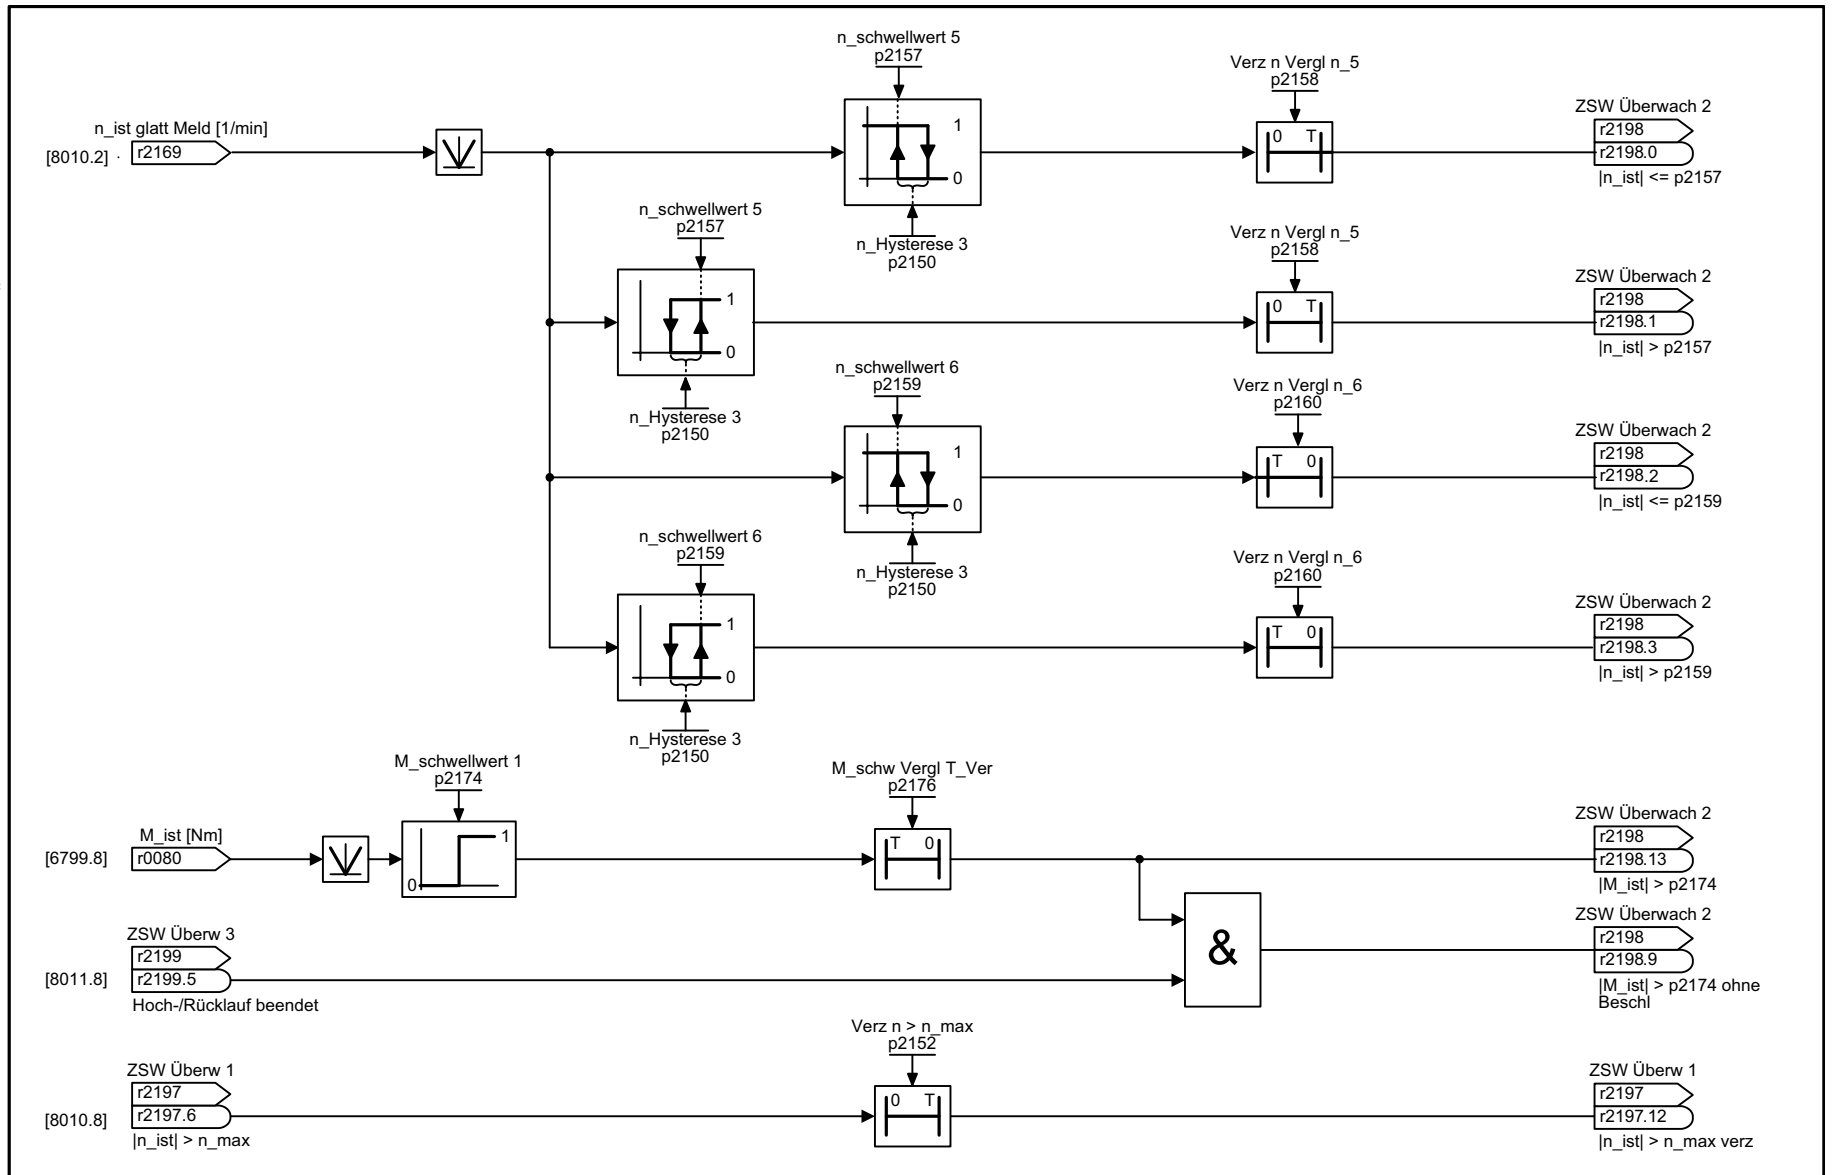 n_schwellwert 5
p2157
Verz n Vergl n_5
p2158
n_ist glatt Meld [1/min]
[8010.2] .
r2169
1
0
n_Hysterese 3
p2150
0 T
ZSW Überwach 2
r2198
r2198.0
|n_ist| <= p2157
n_schwellwert 5
p2157
1
0
n_Hysterese 3
p2150
Verz n Vergl n_5
p2158
0 T
ZSW Überwach 2
r2198
r2198.1
|n_ist| > p2157
n_schwellwert 6
p2159
1
0
n_Hysterese 3
p2150
Verz n Vergl n_6
p2160
T 0
ZSW Überwach 2
r2198
r2198.2
|n_ist| <= p2159
n_schwellwert 6
p2159
1
0
n_Hysterese 3
p2150
Verz n Vergl n_6
p2160
T 0
ZSW Überwach 2
r2198
r2198.3
|n_ist| > p2159
M_schwellwert 1
p2174
M_ist [Nm]
[6799.8]
r0080
1
0
M_schw Vergl T_Ver
p2176
T 0
ZSW Überwach 2
r2198
r2198.13
|M_ist| > p2174
ZSW Überw 3
r2199
[8011.8]
r2199.5
Hoch-/Rücklauf beendet
&
ZSW Überwach 2
r2198
r2198.9
|M_ist| > p2174 ohne
Beschl
Verz n > n_max
p2152
ZSW Überw 1
r2197
[8010.8]
r2197.6
|n_ist| > n_max
0 T
ZSW Überw 1
r2197
r2197.12
|n_ist| > n_max verz